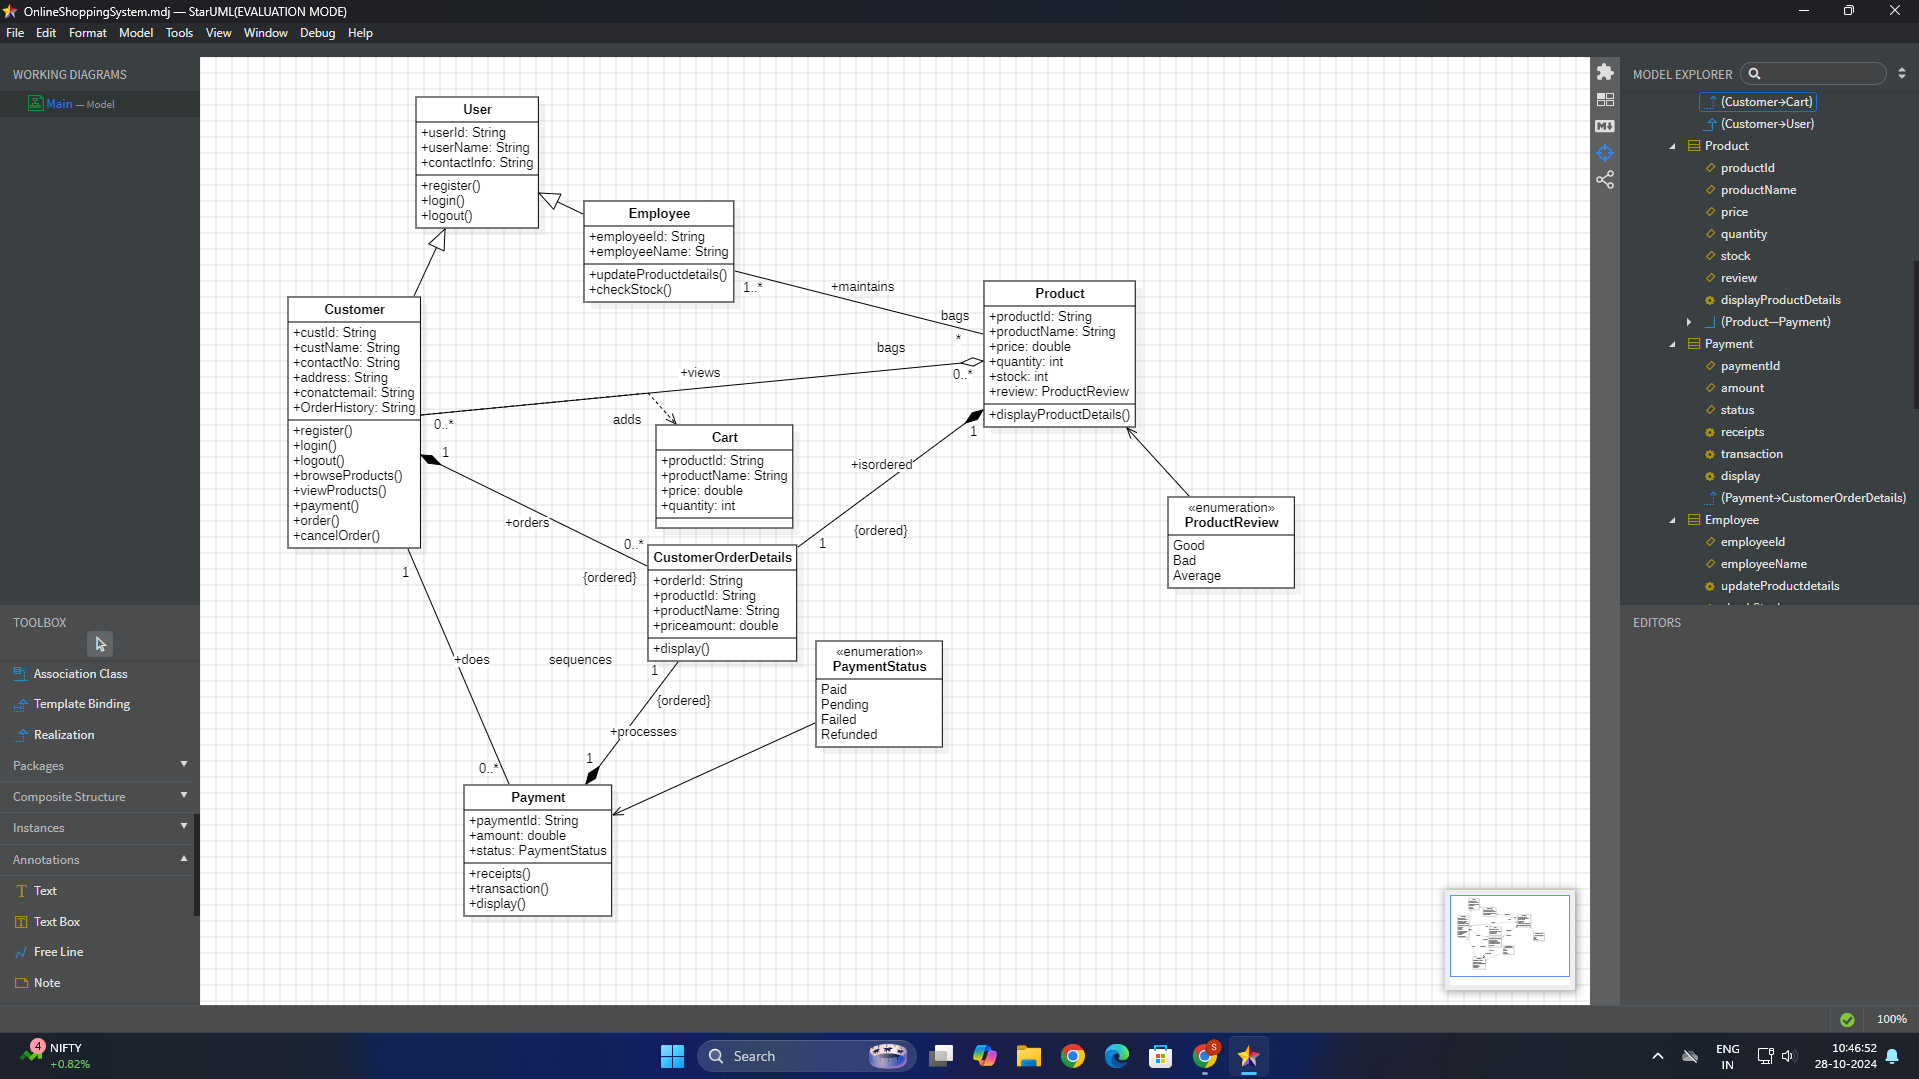 OnlineShoppingSystem.mdj — StarUML(EVALUATION MODE)
File Edit Format Model Tools View Window Debug Help
WORKING DIAGRAMS
Main — Model
TOOLBOX
Association Class
Template Binding
Realization
Packages
Composite Structure
Instances
Annotations
Text
Text Box
Free Line
Note
User
+userId: String
+userName: String
+contactInfo: String
+register()
+login()
+logout()
Employee
+employeeId: String
+employeeName: String
+updateProductdetails()
+checkStock()
1..*
+maintains
bags
*
Customer
+custId: String
+custName: String
+contactNo: String
+address: String
+conatctemail: String
+OrderHistory: String
+register()
+login()
+logout()
+browseProducts()
+viewProducts()
+payment()
+order()
+cancelOrder()
bags
+views
0..*
0..*
adds
Product
+productId: String
+productName: String
+price: double
+quantity: int
+stock: int
+review: ProductReview
+displayProductDetails()
Cart
+productId: String
+productName: String
+price: double
+quantity: int
1
+isordered
{ordered}
1
1
+orders
0..*
{ordered}
«enumeration»
ProductReview
Good
Bad
Average
CustomerOrderDetails
+orderId: String
+productId: String
+productName: String
+priceamount: double
+display()
1
+does
0..*
sequences
1
{ordered}
+processes
1
«enumeration»
PaymentStatus
Paid
Pending
Failed
Refunded
Payment
+paymentId: String
+amount: double
+status: PaymentStatus
+receipts()
+transaction()
+display()
M
MODEL EXPLORER
(Customer→Cart)
(Customer→User)
Product
productId
productName
price
quantity
stock
review
displayProductDetails
(Product—Payment)
Payment
paymentId
amount
status
receipts
transaction
display
(Payment→CustomerOrderDetails)
Employee
employeeId
employeeName
updateProductdetails
EDITORS
100%
4
NIFTY
+0.82%
Search
S
ENG
IN
10:46:52
28-10-2024